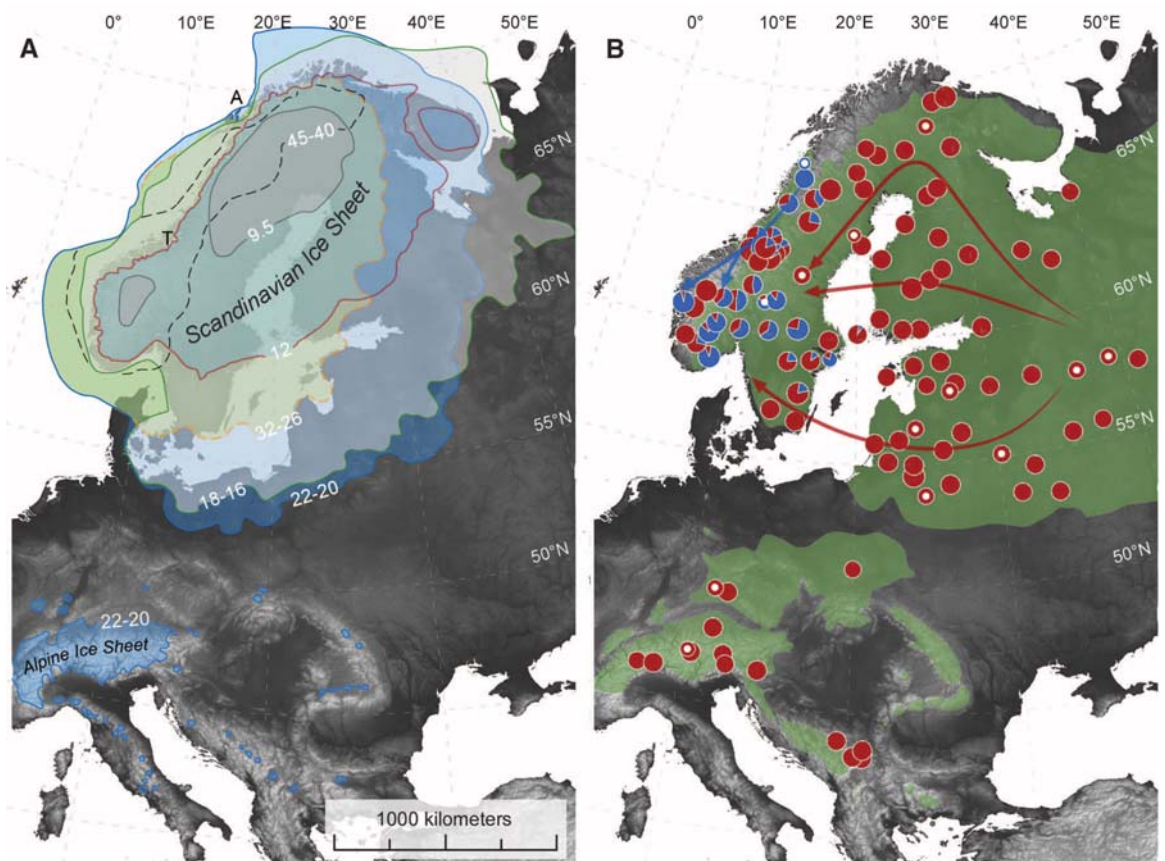 0° 10°E 20°E 30°E 40°E 50°E
A
A
45-40
65°N
T
9.5
Scandinavian Ice Sheet
60°N
12
32-26
55°N
18-16
22-20
50°N
22-20
Alpine Ice Sheet
1000 kilometers
0° 10°E 20°E 30°E 40°E 50°E
B
65°N
60°N
55°N
50°N